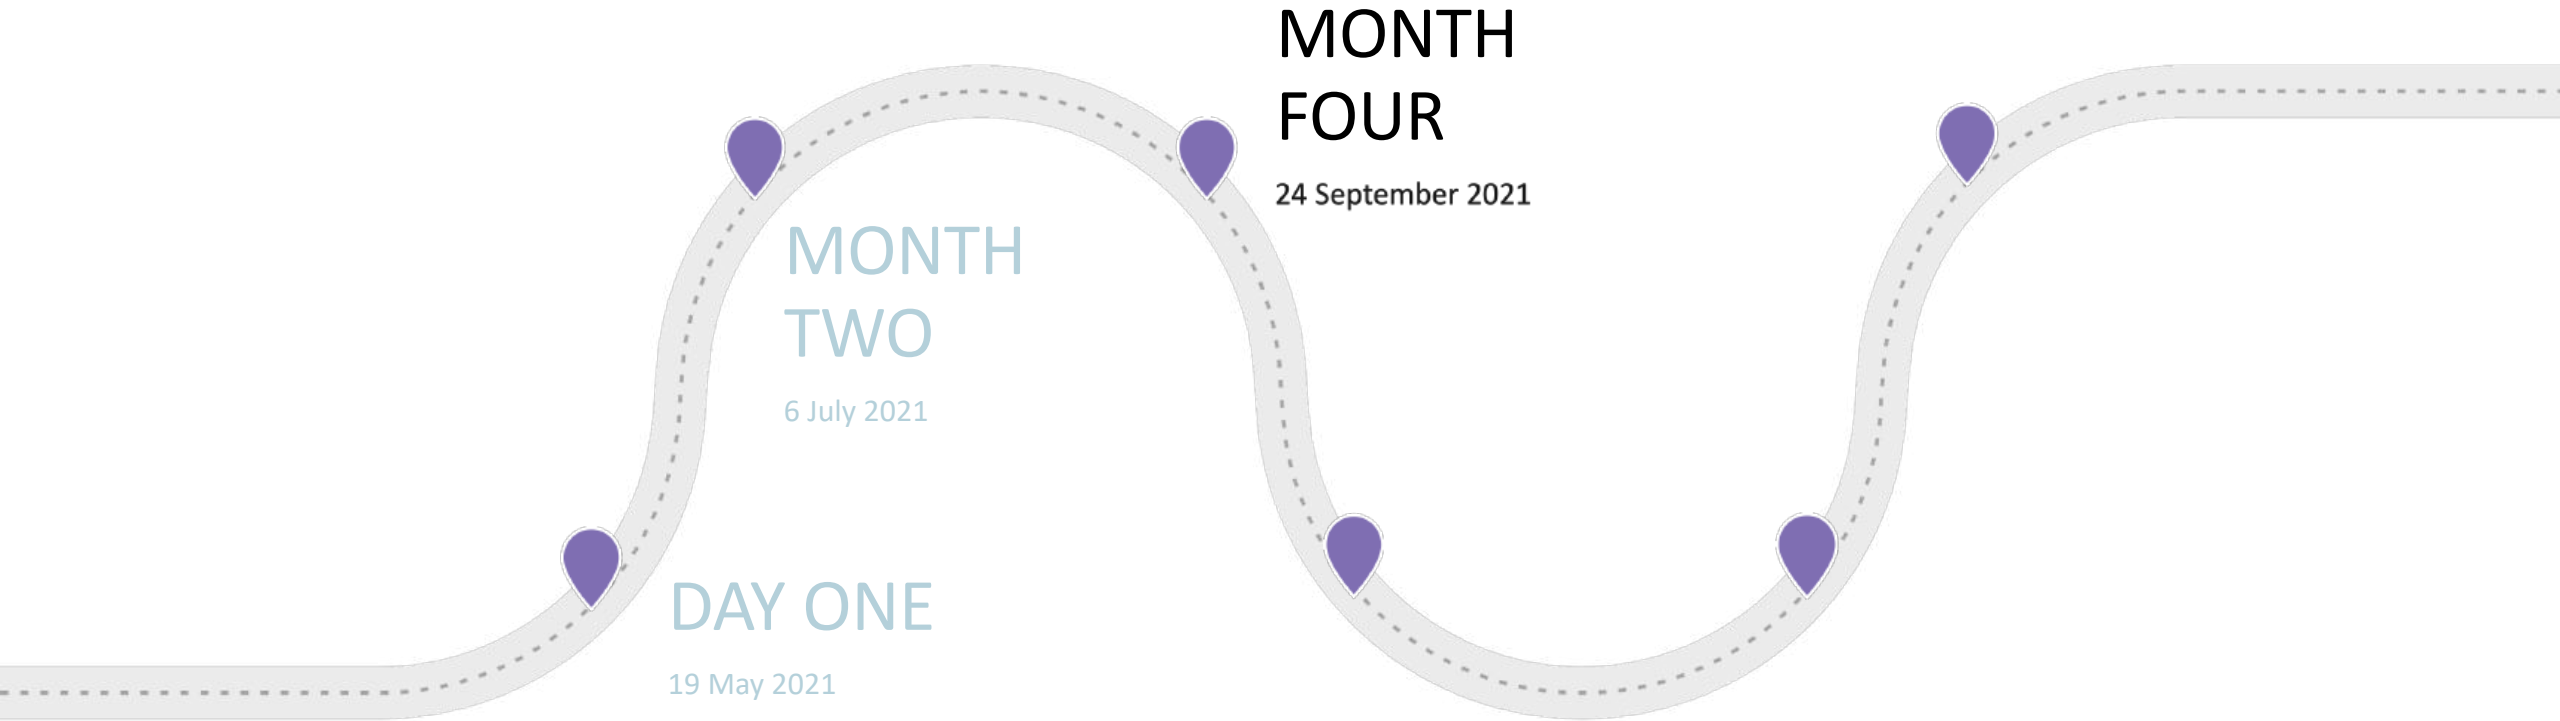 MONTH
FOUR
24 September 2021
MONTH
TWO
6 July 2021
DAY ONE
19 May 2021